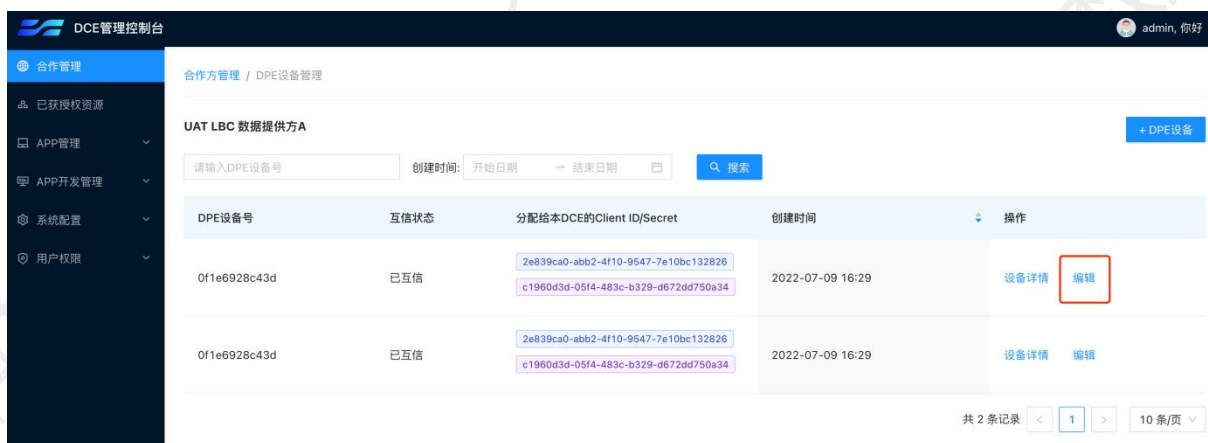 DCE管理控制台
admin, 你好
合作管理
已获授权资源
APP管理
APP开发管理
系统配置
用户权限
合作方管理 / DPE设备管理
UAT LBC 数据提供方A
+ DPE设备
请输入DPE设备号 创建时间: 开始日期 → 结束日期 搜索
DPE设备号 互信状态 分配给本DCE的Client ID/Secret 创建时间 操作
0f1e6928c43d 已互信 2e839ca0-abb2-4f10-9547-7e10bc132826 2022-07-09 16:29 设备详情 编辑
c1960d3d-05f4-483c-b329-d672dd750a34
0f1e6928c43d 已互信 2e839ca0-abb2-4f10-9547-7e10bc132826 2022-07-09 16:29 设备详情 编辑
c1960d3d-05f4-483c-b329-d672dd750a34
共 2 条记录 < 1 > 10 条/页